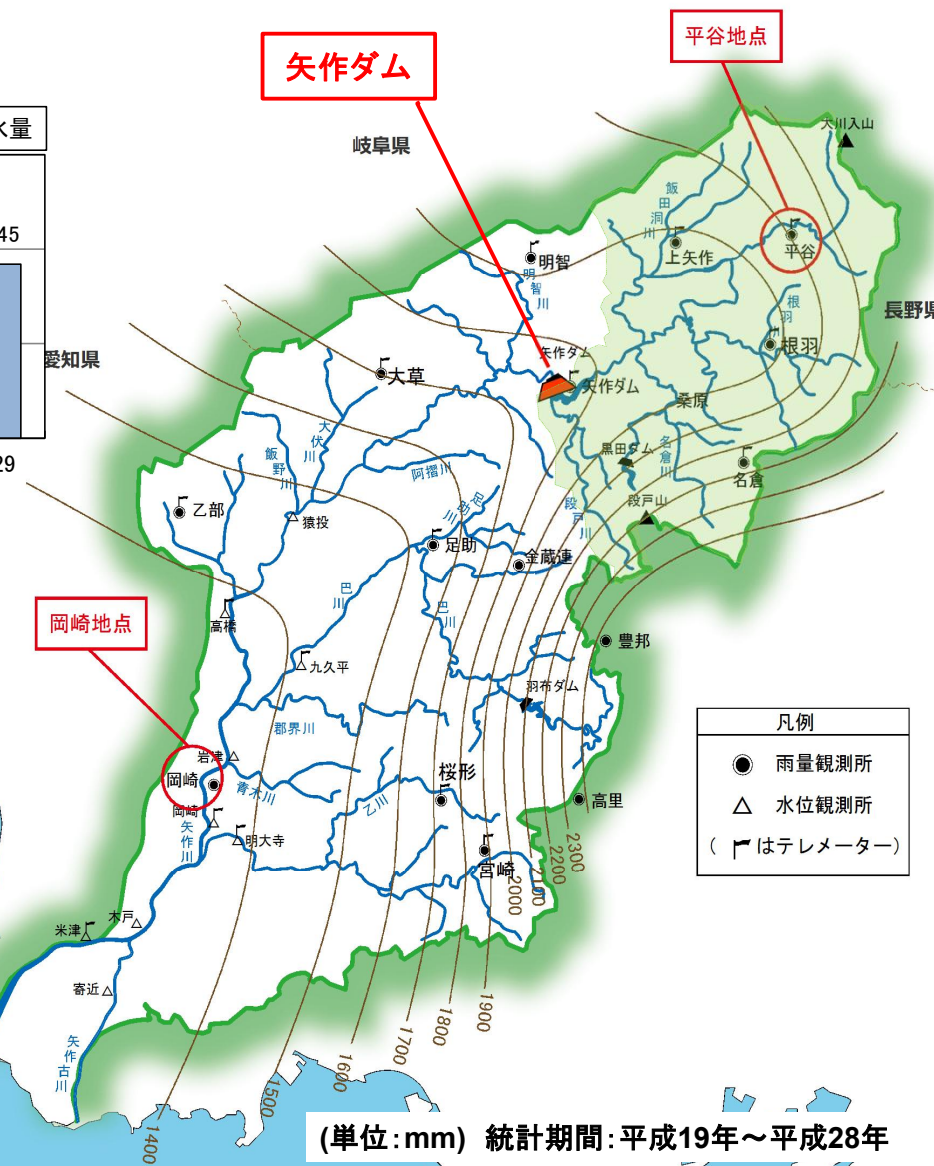 平谷地点
矢作ダム
水量
岐阜県
大川入山
飯田洞川
45
上矢作
平谷
明智
明智川
根羽
長野県
愛知県
矢作ダム
根羽
大草
矢作ダム
桑原
大伏川
飯野川
阿摺川
黒田ダム
名倉川
名倉
29
足助川
段戸川
段戸山
乙部
猿投
足助
金蔵連
巴川
巴川
岡崎地点
高橋
九久平
豊邦
羽布ダム
郡界川
凡例
岩津
雨量観測所
岡崎
青木川
乙川
桜形
高里
水位観測所
岡崎
矢作川
明大寺
(はテレメーター)
宮崎
2300
2200
2100
2000
木戸
米津
寄近
1900
1800
1700
1600
1500
1400
矢作古川
(単位:mm) 統計期間:平成19年~平成28年